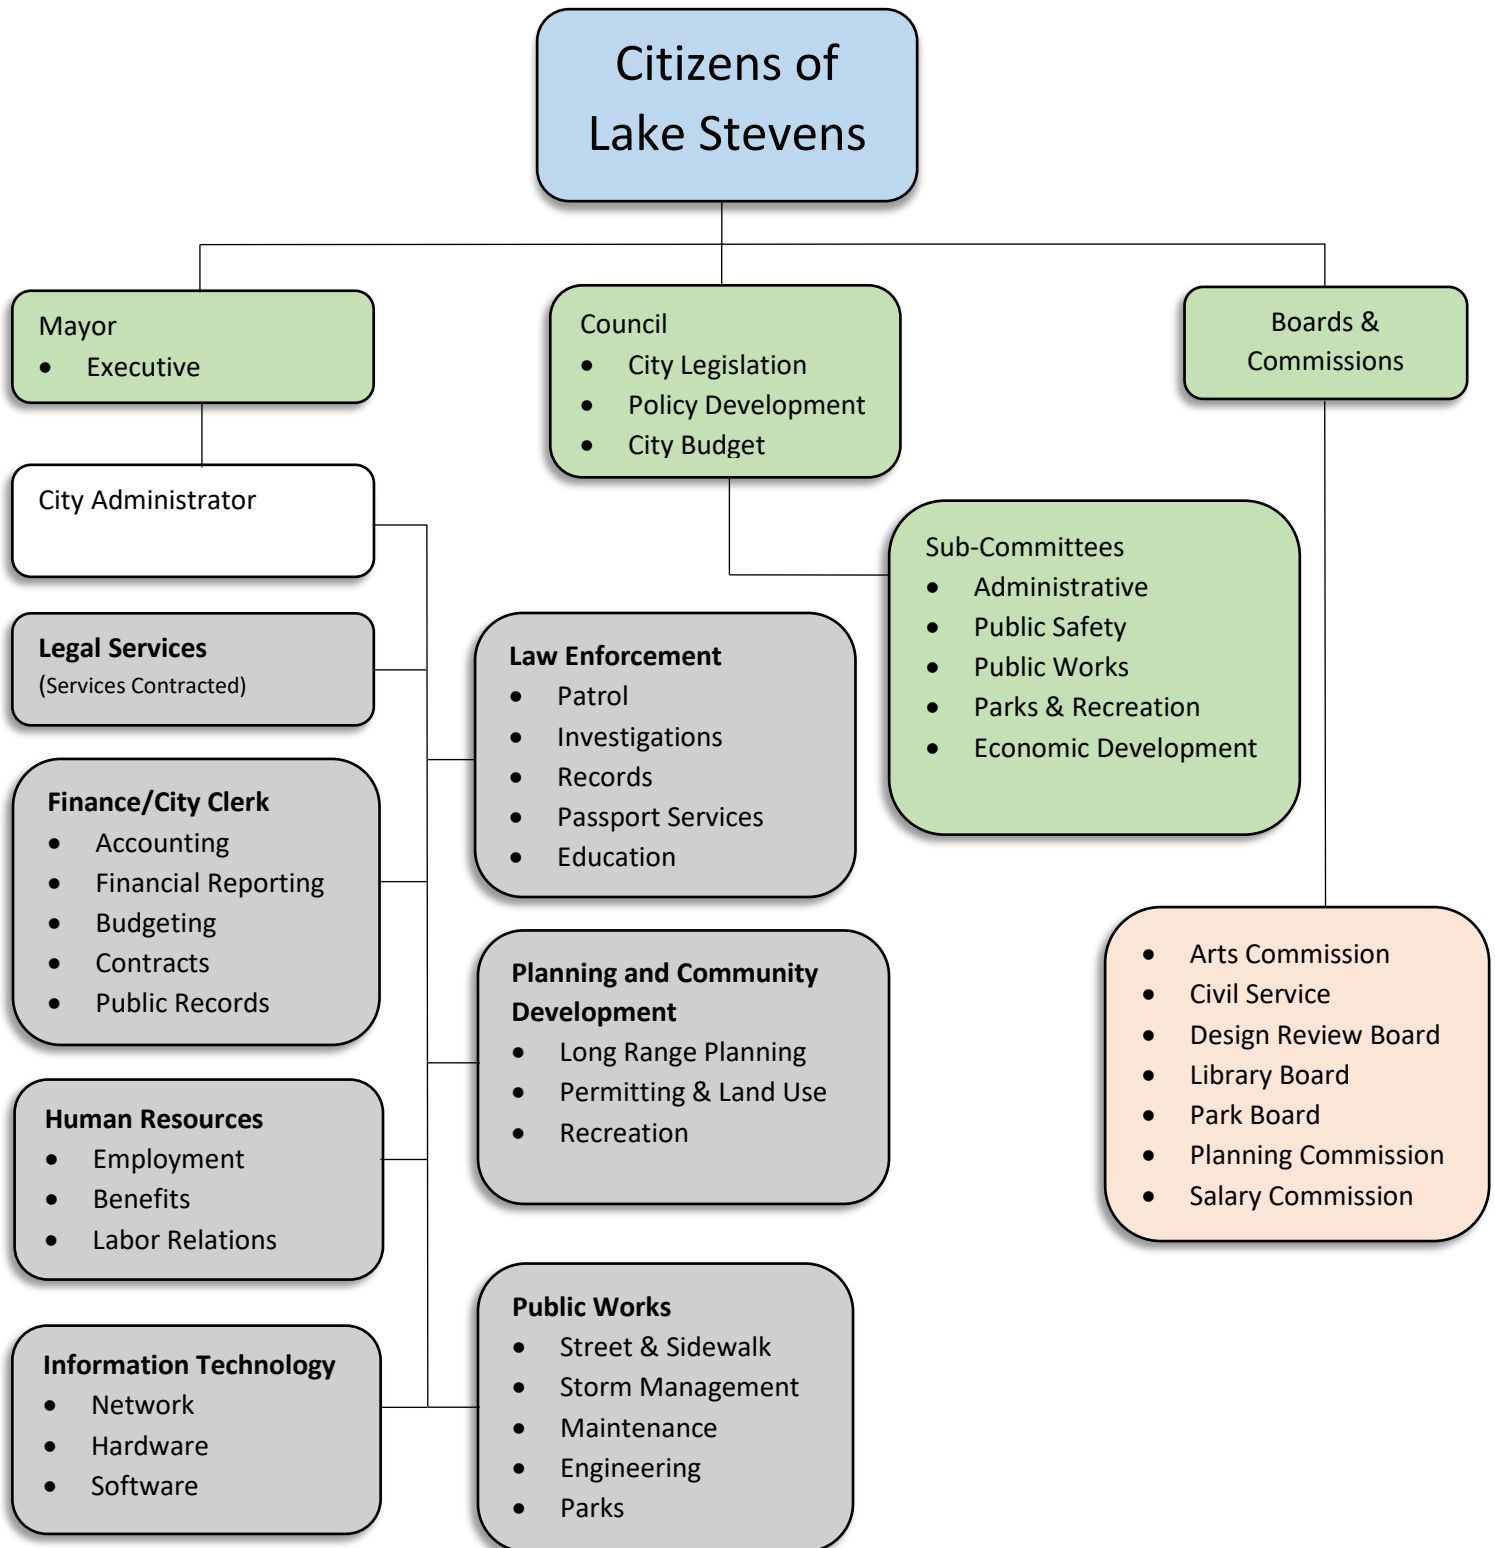 Citizens of
Lake Stevens
Mayor
• Executive
Council
• City Legislation
• Policy Development
• City Budget
Boards &
Commissions
City Administrator
Sub-Committees
• Administrative
• Public Safety
• Public Works
• Parks & Recreation
• Economic Development
Legal Services
(Services Contracted)
Law Enforcement
• Patrol
• Investigations
• Records
• Passport Services
• Education
Finance/City Clerk
• Accounting
• Financial Reporting
• Budgeting
• Contracts
• Public Records
Planning and Community
Development
• Long Range Planning
• Permitting & Land Use
• Recreation
• Arts Commission
• Civil Service
• Design Review Board
• Library Board
• Park Board
• Planning Commission
• Salary Commission
Human Resources
• Employment
• Benefits
• Labor Relations
Public Works
• Street & Sidewalk
• Storm Management
• Maintenance
• Engineering
• Parks
Information Technology
• Network
• Hardware
• Software